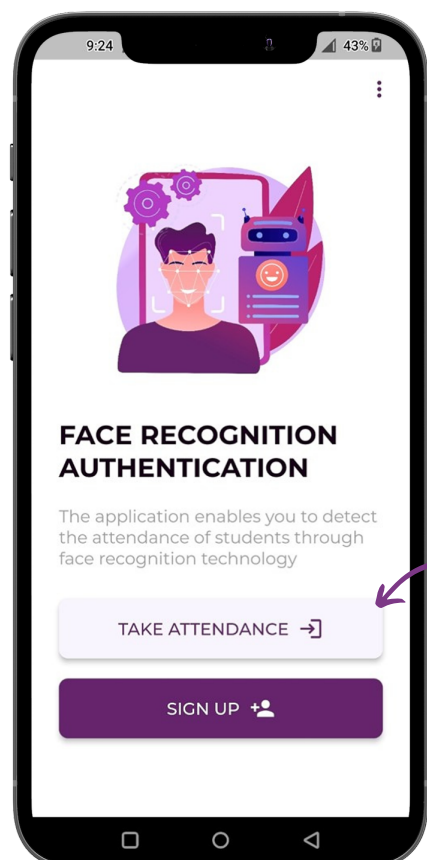 9:24 43%
FACE RECOGNITION
AUTHENTICATION
The application enables you to detect
the attendance of students through
face recognition technology
TAKE ATTENDANCE
SIGN UP